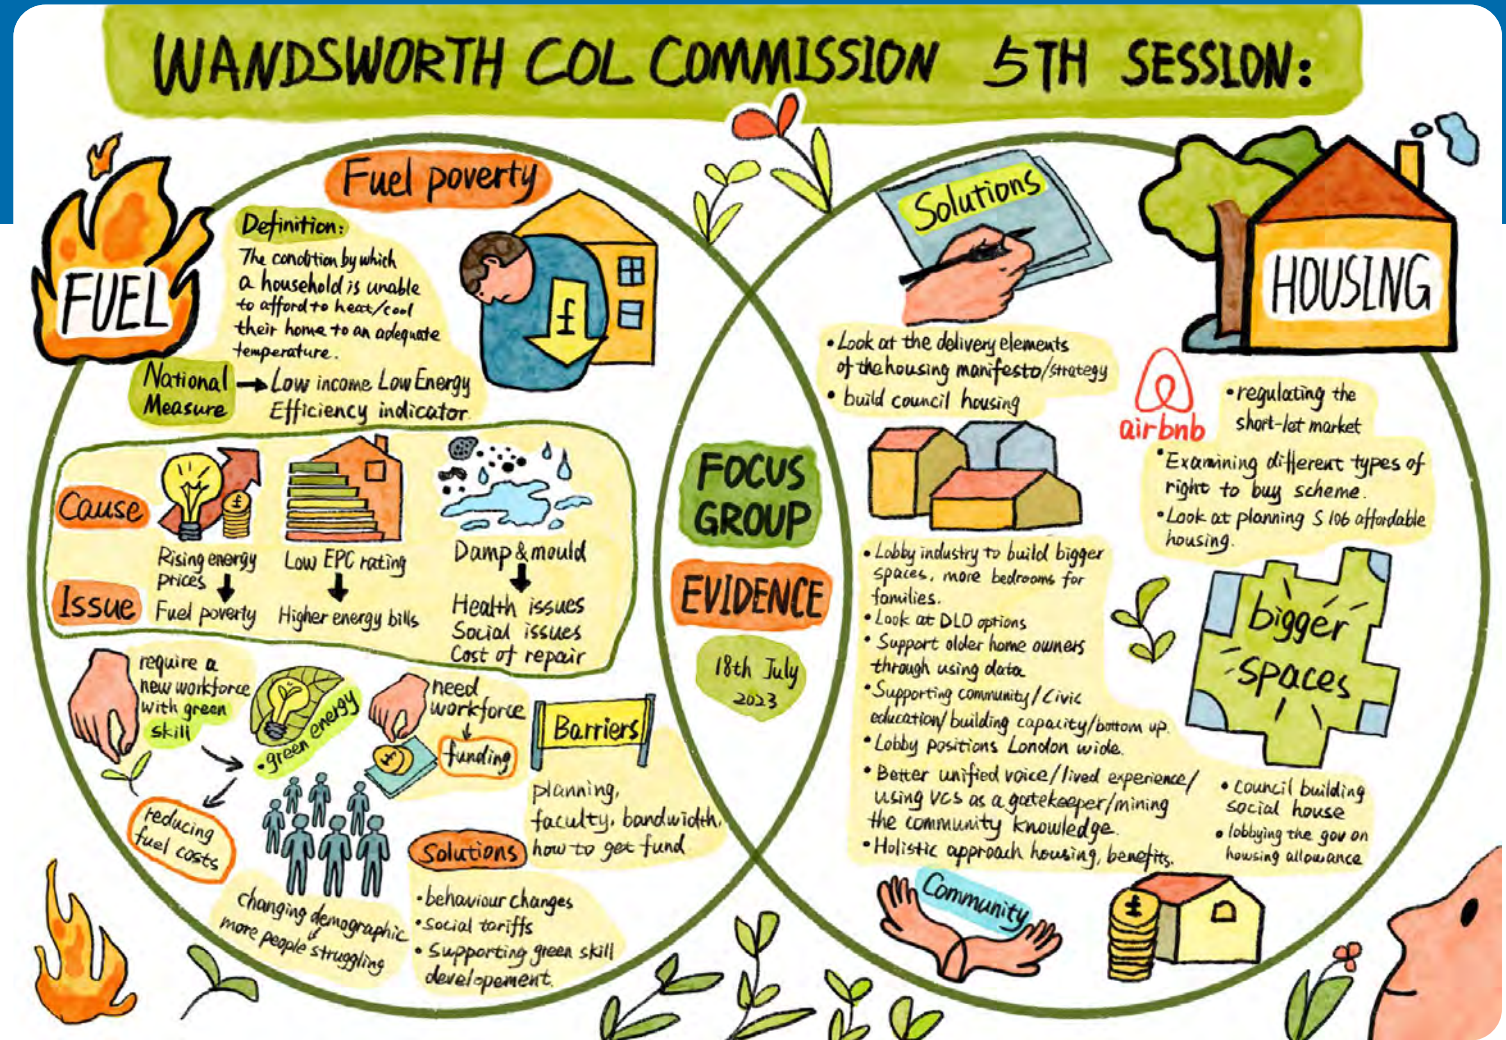 WANDSWORTH COL COMMISSION 5TH SESSION:
FUEL
Fuel poverty
Definition:
The condition by which
a household is unable
to afford to heat/cool
their home to an adequate
temperature.
£
National
Measure
Low income Low Energy
Efficiency indicator
Cause
£
Rising energy
prices
Low EPC rating
Damp & mould
Issue
Fuel poverty
Higher energy bills
Health issues
Social issues
Cost of repair
require a
new workforce
with green
skill
• green energy
reducing
fuel costs
need
workforce
£
funding
Barriers
planning,
faculty, bandwidth,
how to get fund
changing demographic
more people struggling
Solutions
• behaviour changes
• Social tariffs
• Supporting green skill
developement.
FOCUS
GROUP
EVIDENCE
18th July
2023
Solutions
HOUSING
• Look at the delivery elements
of the housing manifesto/strategy
• build council housing
airbnb
• regulating the
short-let market
• Examining different types of
right to buy scheme.
• Look at planning S 106 affordable
housing.
• Lobby industry to build bigger
spaces, more bedrooms for
families.
• Look at DLO options
• Support older home owners
through using data
• Supporting community/Civic
education/building capacity/bottom up.
• Lobby positions London wide.
• Better unified voice/lived experience/
using VCS as a gatekeeper/mining
the community knowledge.
• Holistic approach housing, benefits.
bigger
spaces
• Council building
social house
• lobbying the gov on
howsing allowance
Community
£